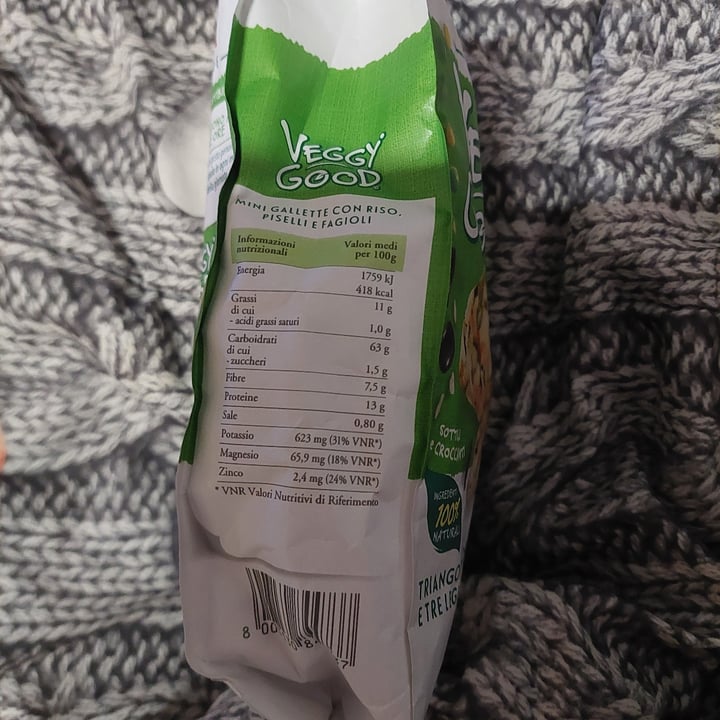 VEGGY
GOOD
MINI GALLETTE CON RISO,
PISELLI E FAGIOLI
Informazioni nutrizionali Valori medi per 100g
Energia 1759 kJ
418 kcal
Grassi 11 g
di cui
- acidi grassi saturi 1,0 g
Carboidrati 63 g
di cui
- zuccheri 1,5 g
Fibre 7,5 g
Proteine 13 g
Sale 0,80 g
Potassio 623 mg (31% VNR*)
Magnesio 65,9 mg (18% VNR*)
Zinco 2,4 mg (24% VNR*)
* VNR Valori Nutritivi di Riferimento
e CROCCANTI
INGREDIENTI
100%
NATURALI
E TRE